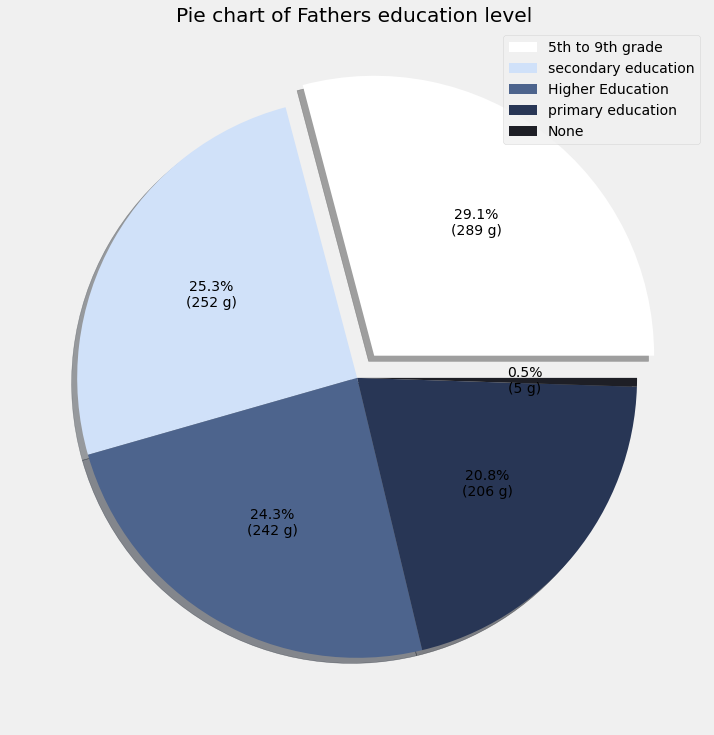 Pie chart of Fathers education level
5th to 9th grade
secondary education
Higher Education
primary education
None
29.1%
(289 g)
25.3%
(252 g)
0.5%
(5 g)
20.8%
(206 g)
24.3%
(242 g)